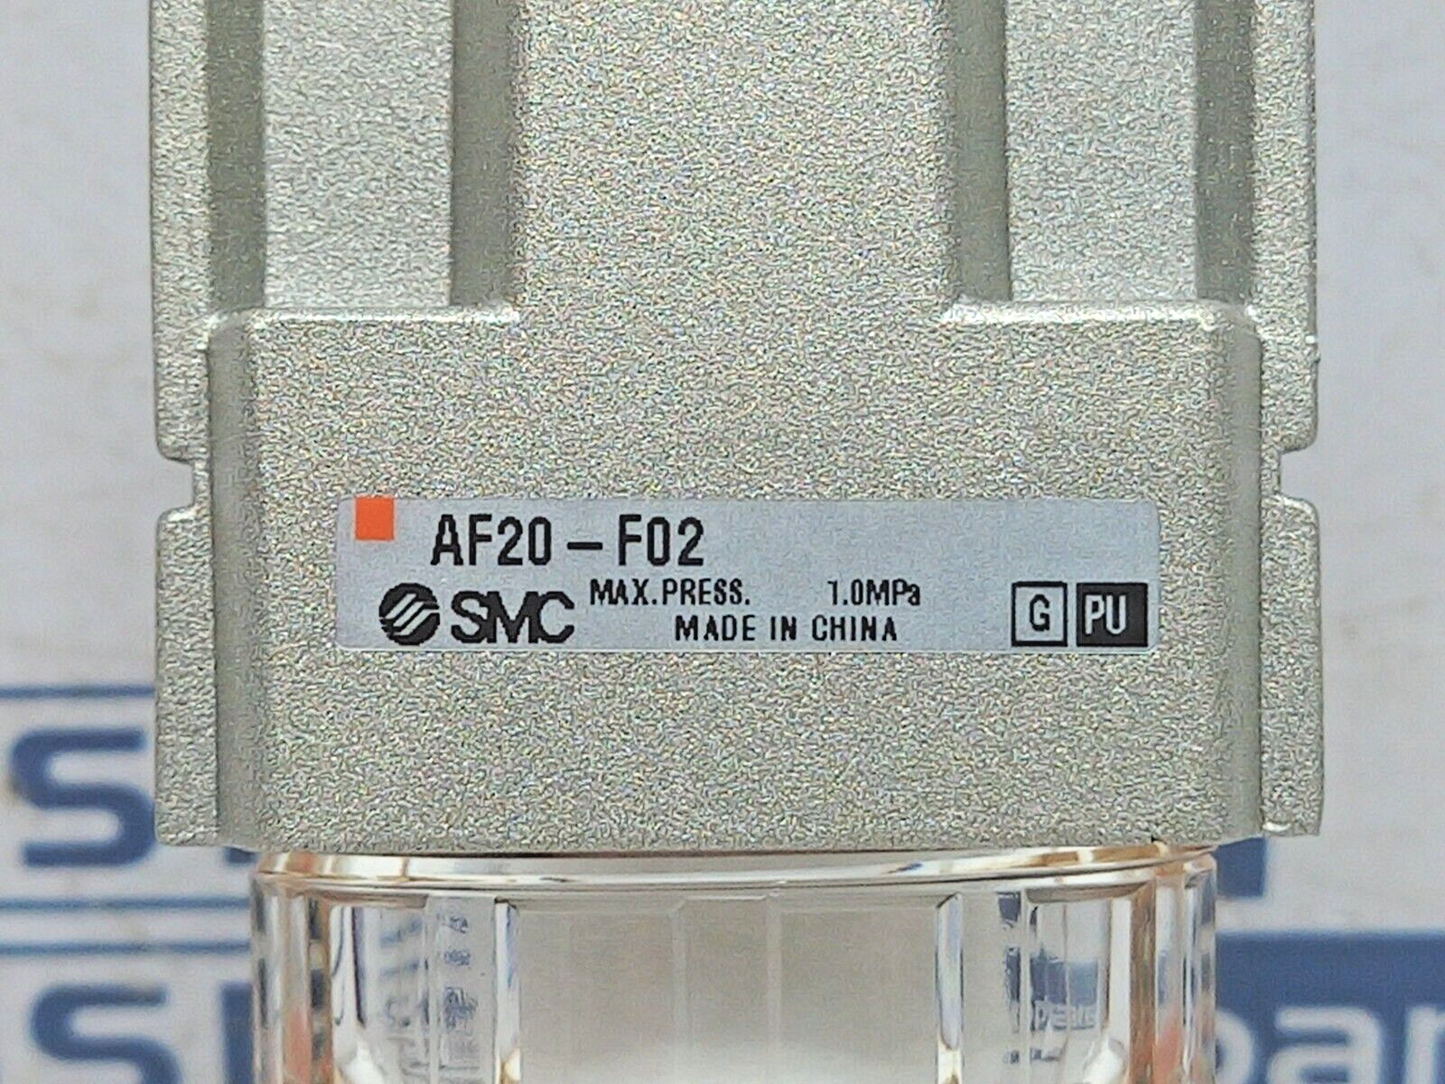 AF20-F02
SMC MAX.PRESS. 1.0MPa
MADE IN CHINA G PU